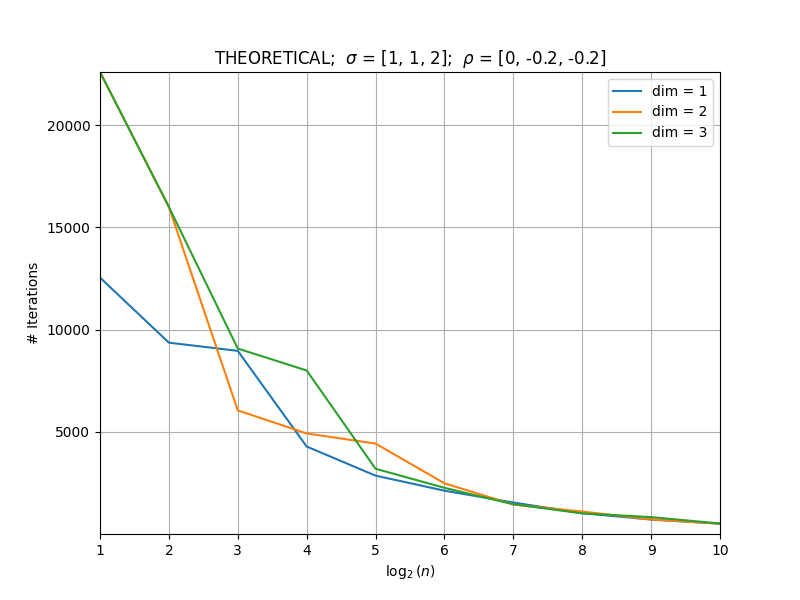 THEORETICAL; σ = [1, 1, 2]; ρ = [0, -0.2, -0.2]
dim = 1
dim = 2
dim = 3
20000
15000
10000
5000
# Iterations
1 2 3 4 5 6 7 8 9 10
log₂(n)